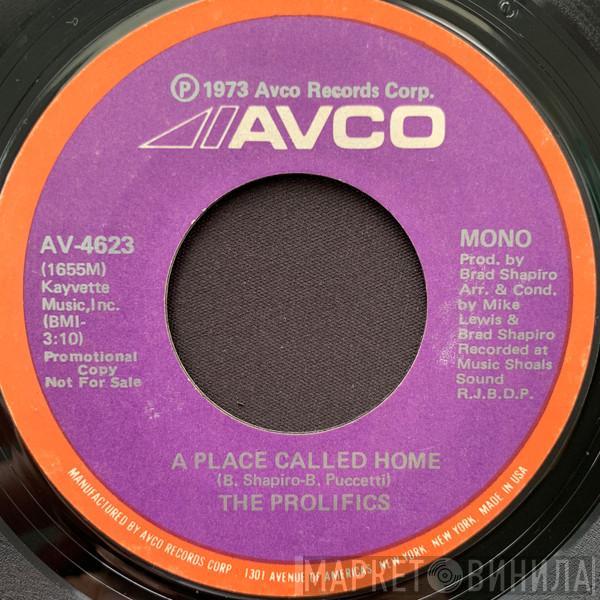 ℗ 1973 Avco Records Corp.
AVCO
AV-4623
(1655M)
Kayvette
Music,Inc.
(BMI-
3:10)
Promotional
Copy
Not For Sale
MONO
Prod. by
Brad Shapiro
Arr. & Cond.
by Mike
Lewis &
Brad Shapiro
Recorded at
Music Shoals
Sound
R.J.B.D.P.
A PLACE CALLED HOME
(B. Shapiro-B. Puccetti)
THE PROLIFICS
MANUFACTURED BY AVCO RECORDS CORP. 1301 AVENUE OF AMERICAS, NEW YORK, NEW YORK. MADE IN USA
МАРКЕТ ВИНИЛА